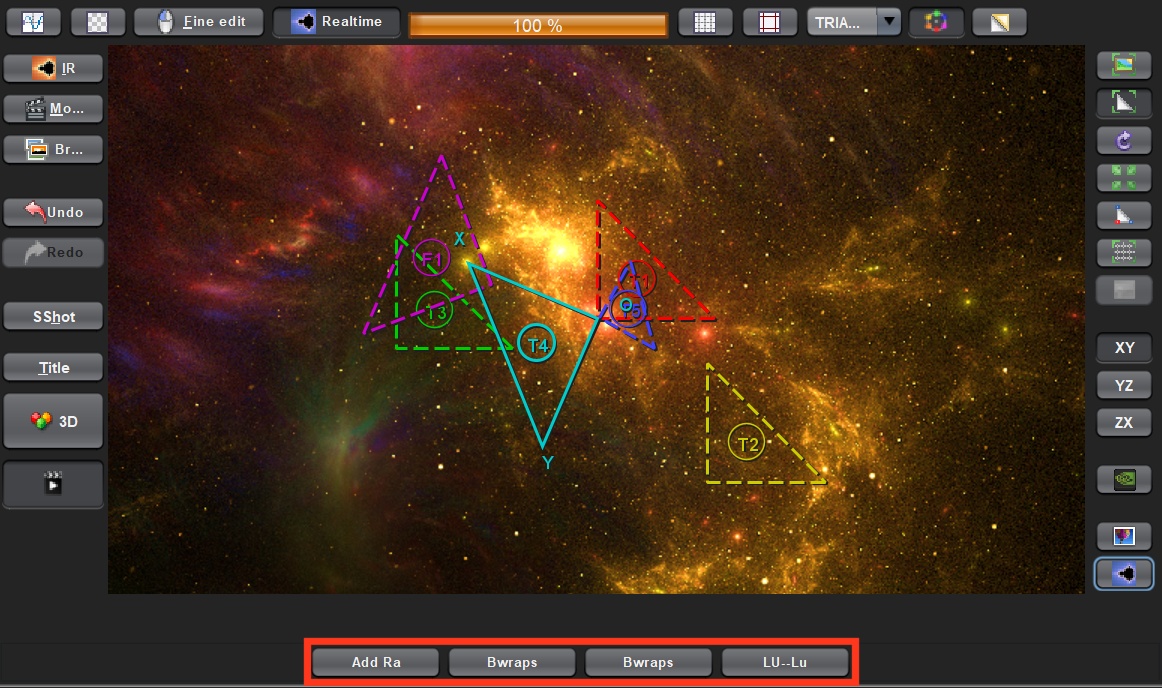 Fine edit
Realtime
100 %
TRIA...
IR
Mo...
Br...
Undo
Redo
SShot
Title
3D
X
F1
T3
T4
Y
T1
O
T5
T2
XY
YZ
ZX
Add Ra
Bwraps
Bwraps
LU--Lu